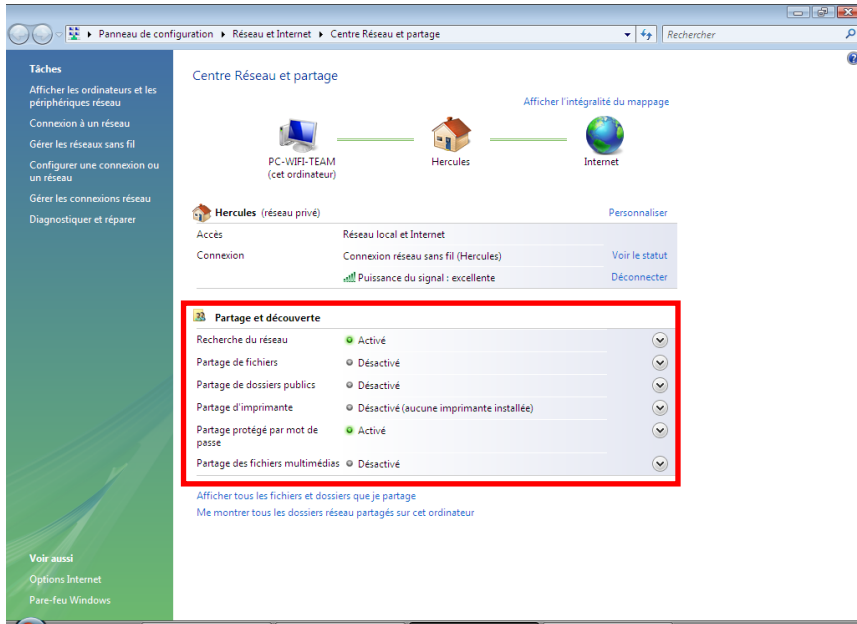 Panneau de configuration ▸ Réseau et Internet ▸ Centre Réseau et partage
Rechercher
Tâches
Afficher les ordinateurs et les
périphériques réseau
Connexion à un réseau
Gérer les réseaux sans fil
Configurer une connexion ou
un réseau
Gérer les connexions réseau
Diagnostiquer et réparer
Centre Réseau et partage
Afficher l'intégralité du mappage
PC-WIFI-TEAM
(cet ordinateur)
Hercules
Internet
Hercules (réseau privé)
Personnaliser
Accès
Réseau local et Internet
Connexion
Connexion réseau sans fil (Hercules)
Voir le statut
Puissance du signal : excellente
Déconnecter
Partage et découverte
Recherche du réseau
Activé
Partage de fichiers
Désactivé
Partage de dossiers publics
Désactivé
Partage d'imprimante
Désactivé (aucune imprimante installée)
Partage protégé par mot de
passe
Activé
Partage des fichiers multimédias
Désactivé
Afficher tous les fichiers et dossiers que je partage
Me montrer tous les dossiers réseau partagés sur cet ordinateur
Voir aussi
Options Internet
Pare-feu Windows